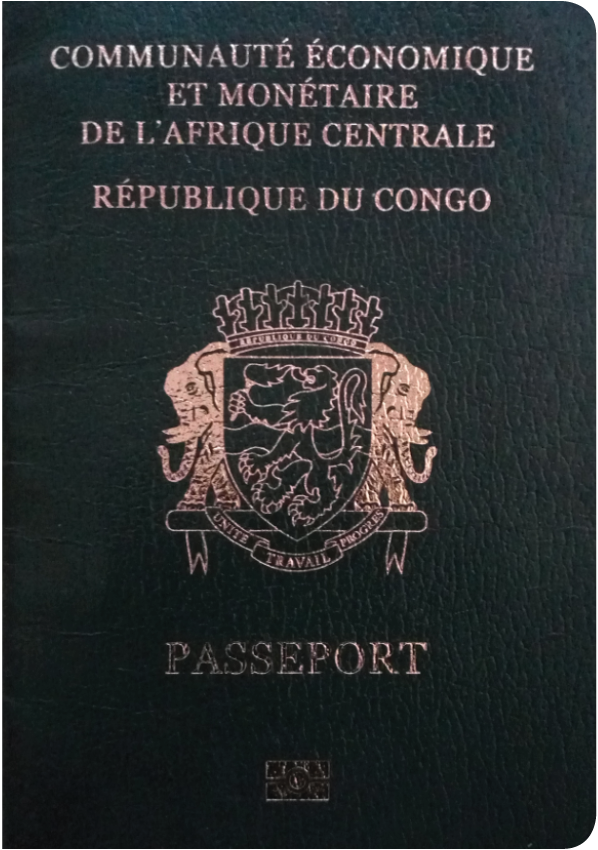 COMMUNAUTÉ ÉCONOMIQUE
ET MONÉTAIRE
DE L'AFRIQUE CENTRALE
RÉPUBLIQUE DU CONGO
REPUBLIQUE DU CONGO
UNITE
TRAVAIL
PROGRES
PASSEPORT